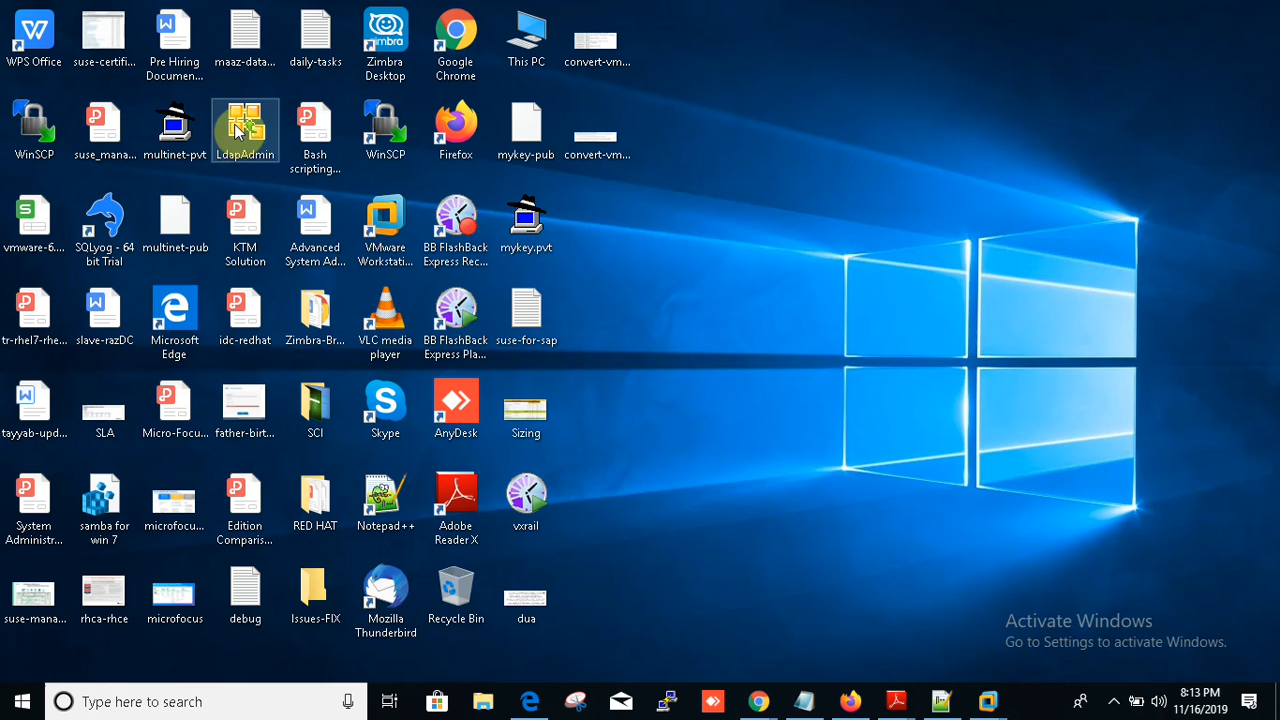 WPS Office
suse-certifi...
Pre Hiring
Documen...
maaz-data...
daily-tasks
zimbra
Zimbra
Desktop
Google
Chrome
This PC
convert-vm...
WinSCP
suse_mana...
multinet-pvt
LdapAdmin
Bash
scripting...
WinSCP
Firefox
mykey-pub
convert-vm...
vmware-6....
SQLyog - 64
bit Trial
multinet-pub
KTM
Solution
Advanced
System Ad...
VMware
Workstati...
BB FlashBack
Express Rec...
mykey.pvt
tr-rhel7-rhe...
slave-razDC
Microsoft
Edge
idc-redhat
Zimbra-Br...
VLC media
player
BB FlashBack
Express Pla...
suse-for-sap
tayyab-upd...
SLA
Micro-Focu...
father-birt...
SCI
Skype
AnyDesk
Sizing
System
Administr...
samba for
win 7
microfocu...
Edition
Comparis...
RED HAT
Notepad++
Adobe
Reader X
vxrail
suse-mana...
rhca-rhce
microfocus
debug
Issues-FIX
Mozilla
Thunderbird
Recycle Bin
dua
Activate Windows
Go to Settings to activate Windows.
Type here to search
8:13 PM
11/16/2019